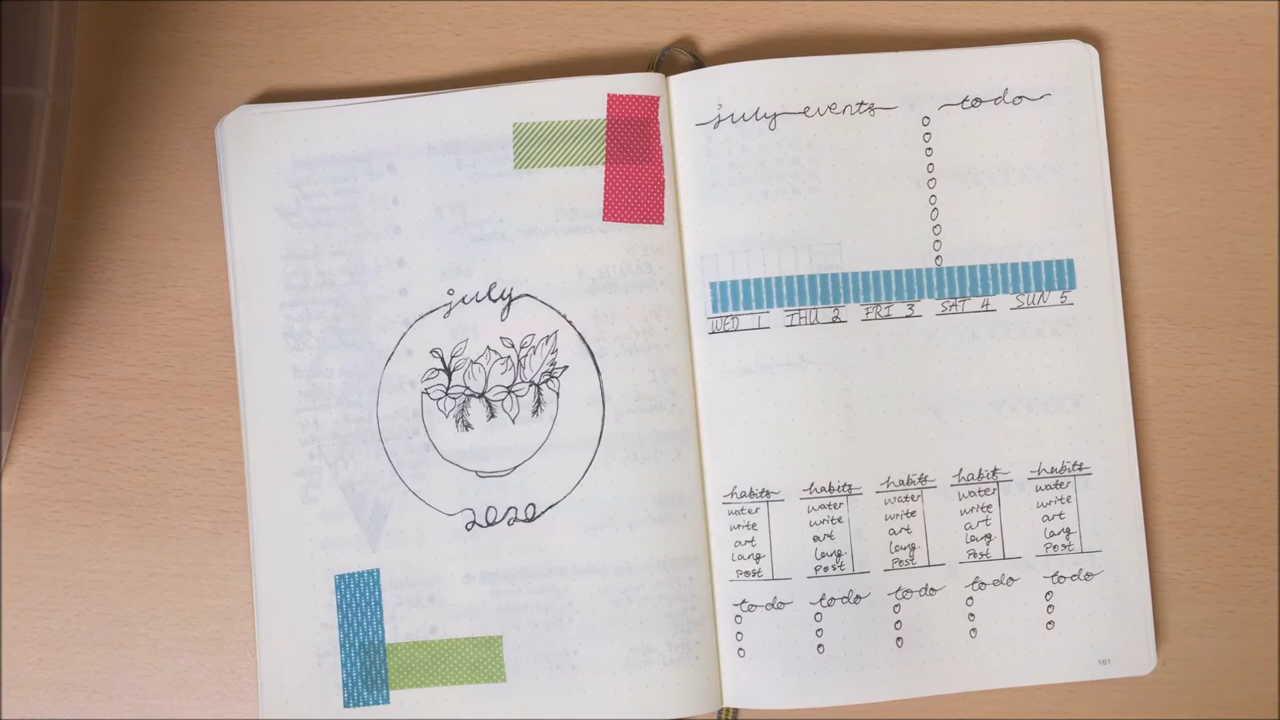 july
2020
july events
to do
WED 1 THU 2 FRI 3 SAT 4 SUN 5
habits habits habits habits habits
water water water water water
write write write write write
art art art art art
lang lang. lang lang. lang
post post post post post
to do to do to do to do to do
161